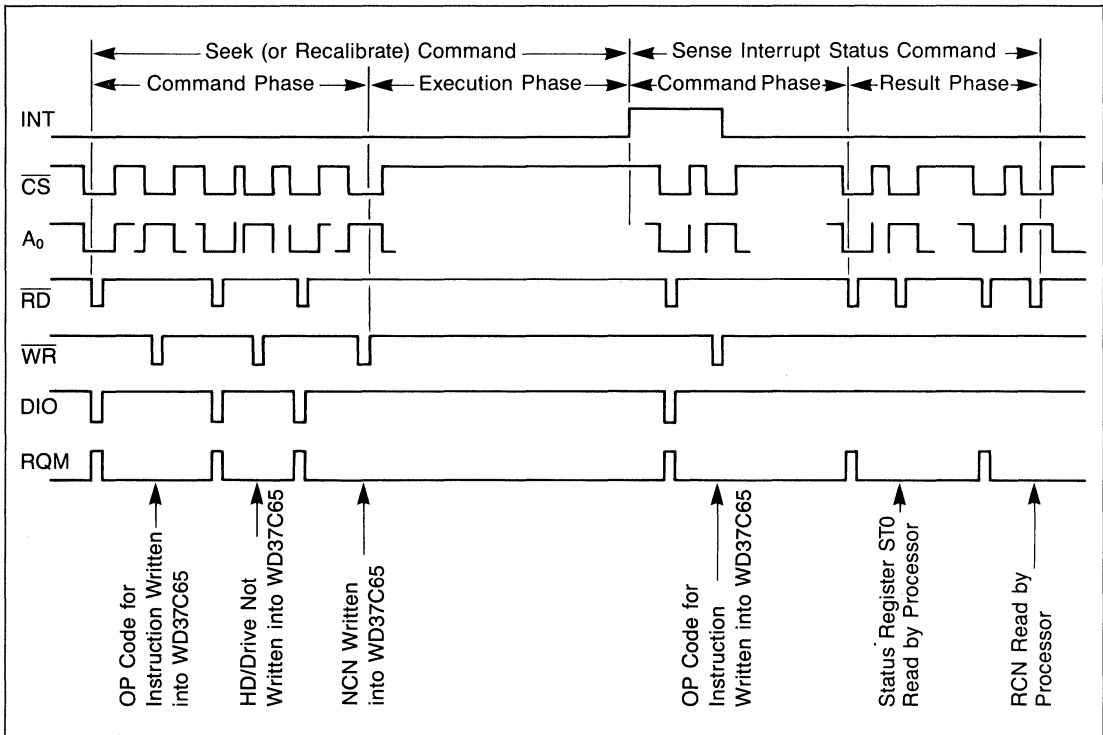 Seek (or Recalibrate) Command
Sense Interrupt Status Command
Command Phase
Execution Phase
Command Phase
Result Phase
INT
CS
A0
RD
WR
DIO
RQM
OP Code for
Instruction Written
into WD37C65
HD/Drive Not
Written into WD37C65
NCN Written
into WD37C65
OP Code for
Instruction
Written into WD37C65
Status Register ST0
Read by Processor
RCN Read by
Processor